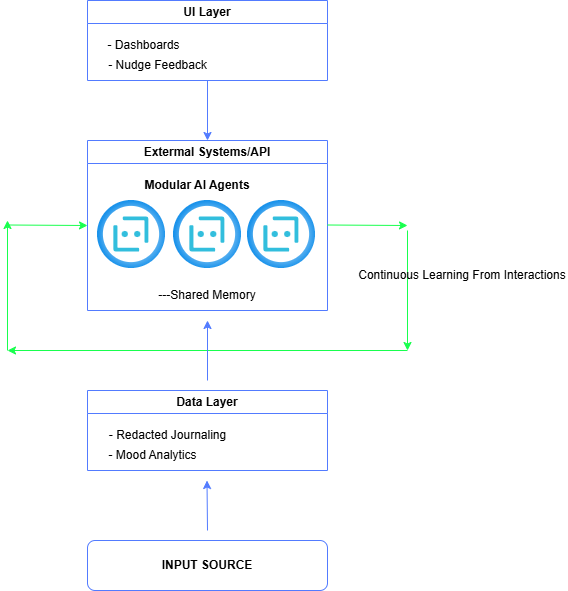 UI Layer
- Dashboards
- Nudge Feedback
Extermal Systems/API
Modular AI Agents
Continuous Learning From Interactions
---Shared Memory
Data Layer
- Redacted Journaling
- Mood Analytics
INPUT SOURCE